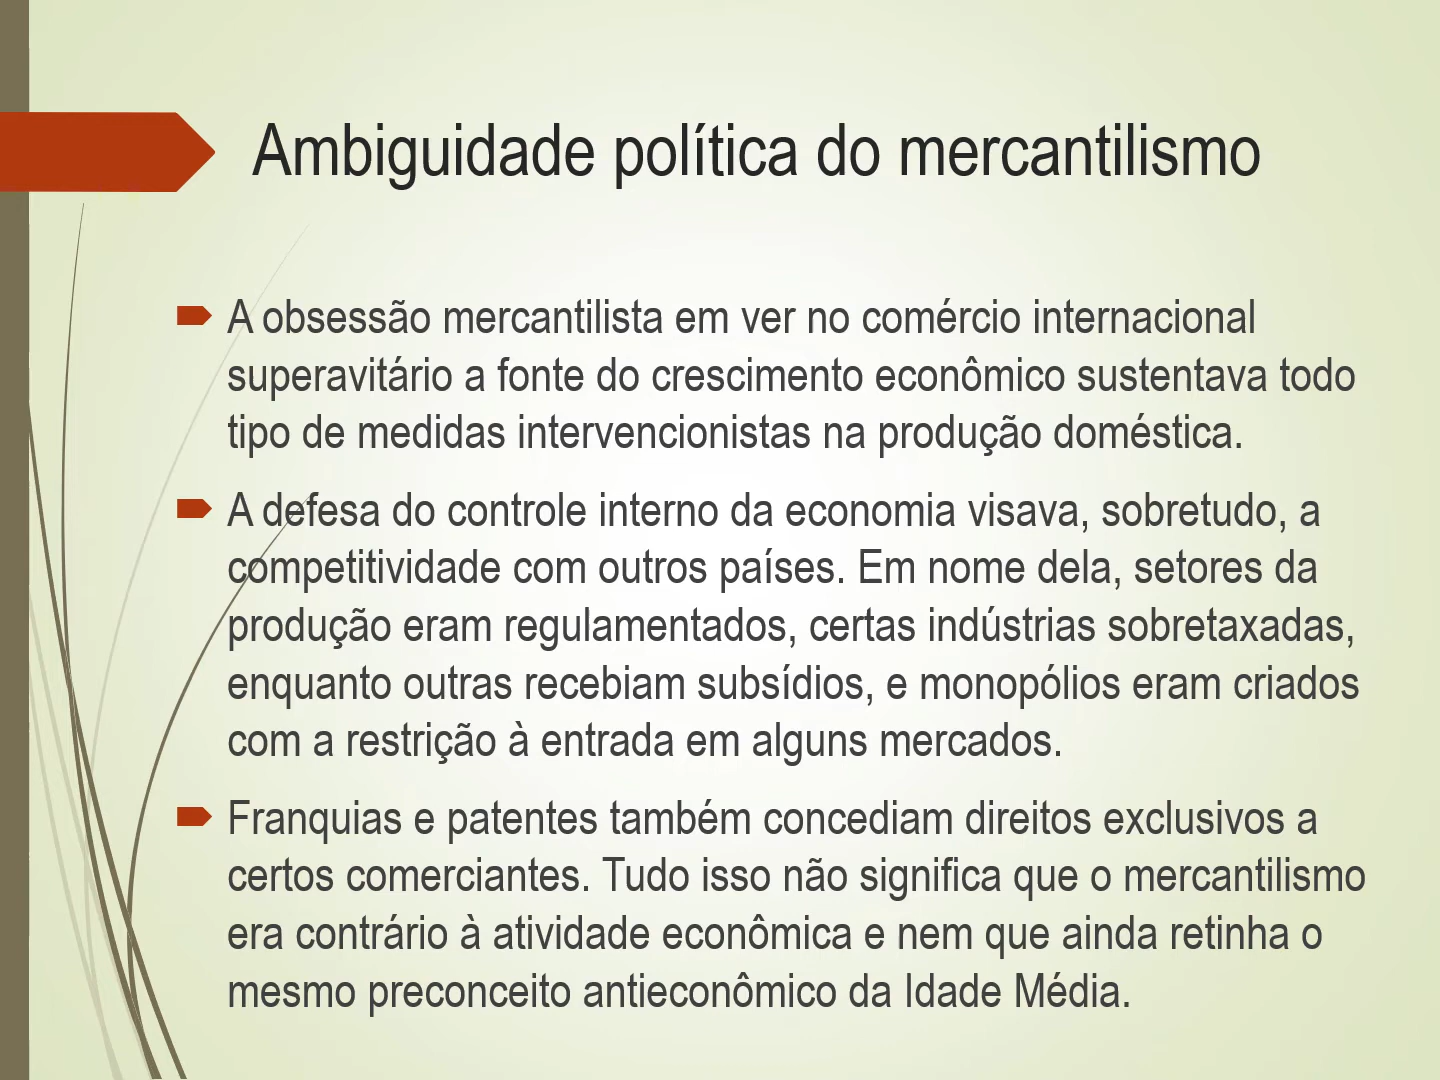 Ambiguidade política do mercantilismo
A obsessão mercantilista em ver no comércio internacional
superavitário a fonte do crescimento econômico sustentava todo
tipo de medidas intervencionistas na produção doméstica.
A defesa do controle interno da economia visava, sobretudo, a
competitividade com outros países. Em nome dela, setores da
produção eram regulamentados, certas indústrias sobretaxadas,
enquanto outras recebiam subsídios, e monopólios eram criados
com a restrição à entrada em alguns mercados.
Franquias e patentes também concediam direitos exclusivos a
certos comerciantes. Tudo isso não significa que o mercantilismo
era contrário à atividade econômica e nem que ainda retinha o
mesmo preconceito antieconômico da Idade Média.